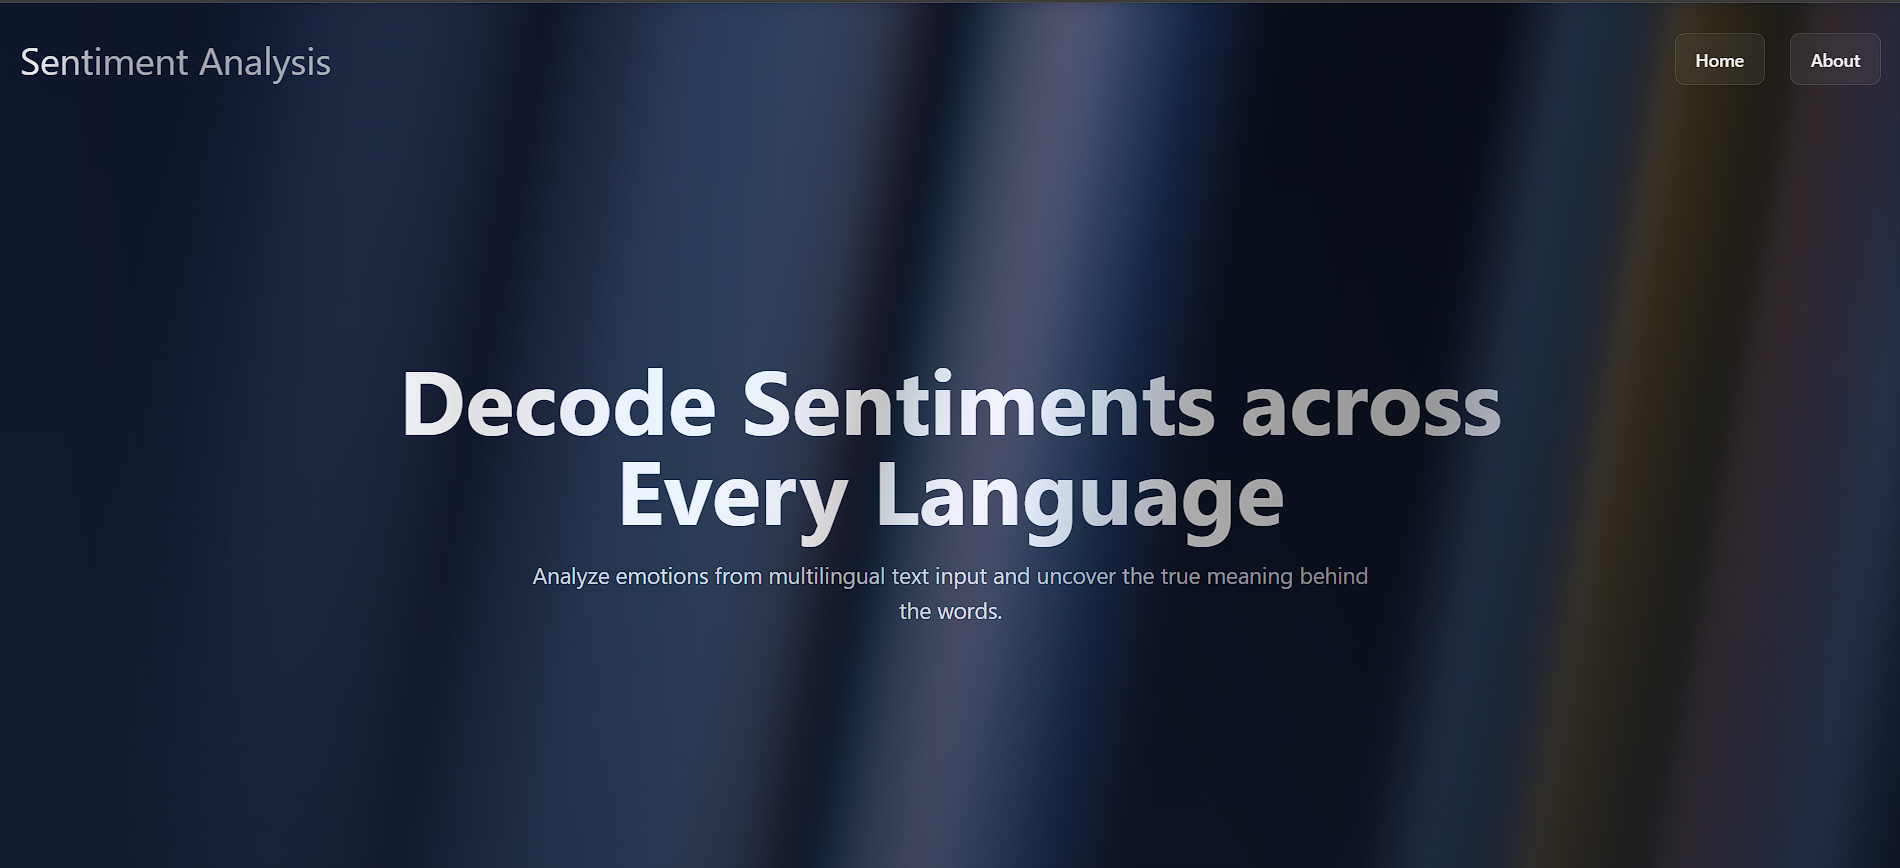 Sentiment Analysis
Home
About
Decode Sentiments across
Every Language
Analyze emotions from multilingual text input and uncover the true meaning behind
the words.